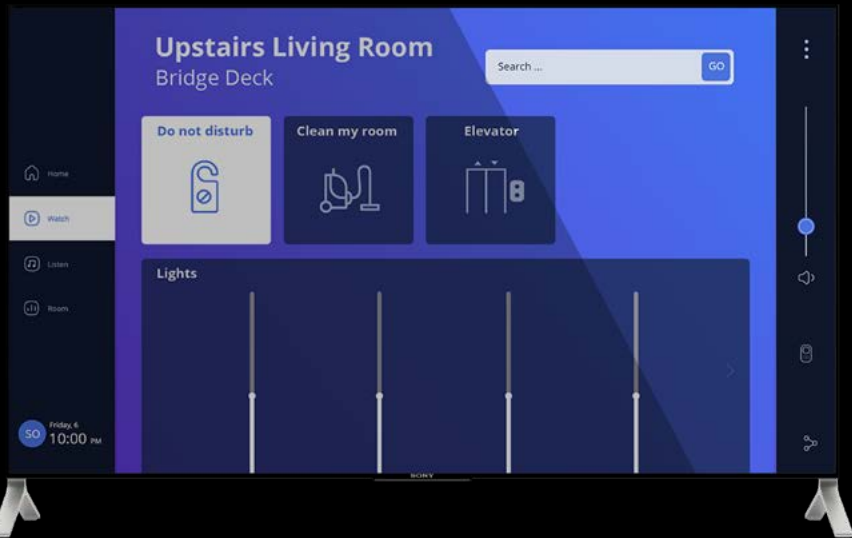 Upstairs Living Room
Bridge Deck
Search ...
GO
Do not disturb
Clean my room
Elevator
Home
Watch
Listen
Room
Lights
SO
Friday, 6
10:00 PM
SONY